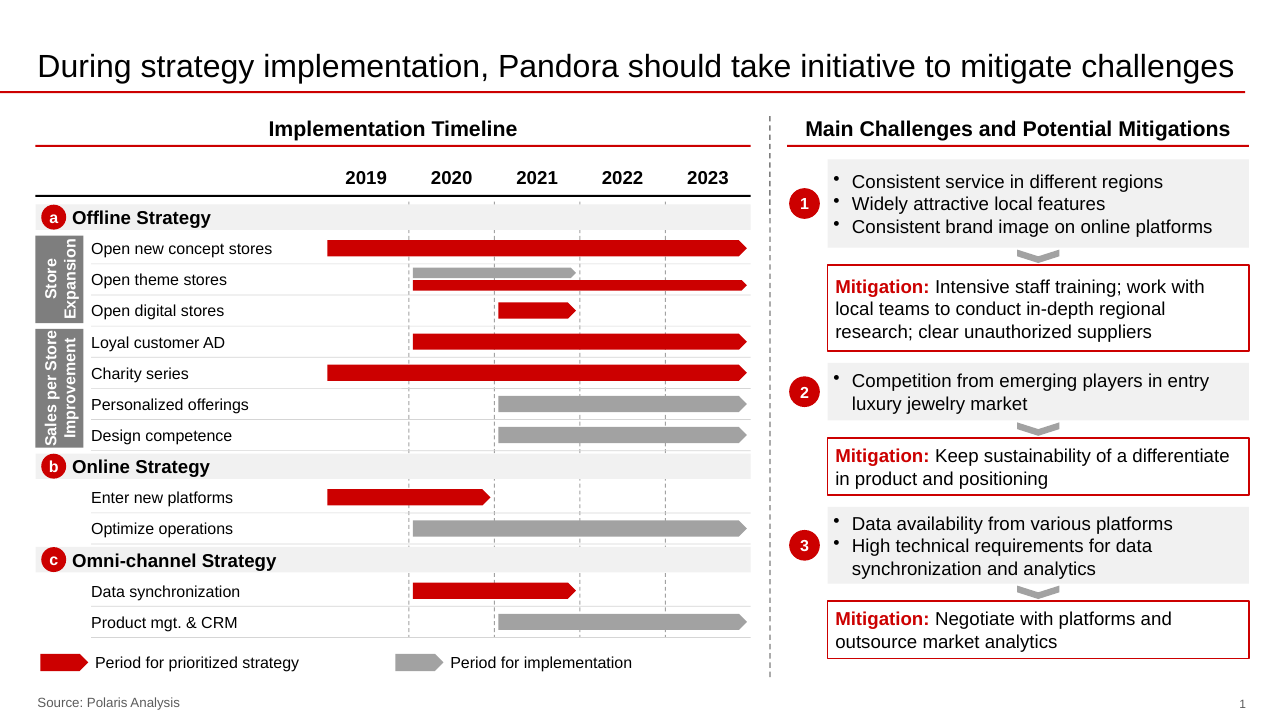 During strategy implementation, Pandora should take initiative to mitigate challenges
Implementation Timeline
2019 2020 2021 2022 2023
a Offline Strategy
Store
Expansion
Open new concept stores
Open theme stores
Open digital stores
Sales per Store
Improvement
Loyal customer AD
Charity series
Personalized offerings
Design competence
b Online Strategy
Enter new platforms
Optimize operations
c Omni-channel Strategy
Data synchronization
Product mgt. & CRM
Period for prioritized strategy
Period for implementation
Main Challenges and Potential Mitigations
1
• Consistent service in different regions
• Widely attractive local features
• Consistent brand image on online platforms
Mitigation: Intensive staff training; work with
local teams to conduct in-depth regional
research; clear unauthorized suppliers
2
• Competition from emerging players in entry
luxury jewelry market
Mitigation: Keep sustainability of a differentiate
in product and positioning
3
• Data availability from various platforms
• High technical requirements for data
synchronization and analytics
Mitigation: Negotiate with platforms and
outsource market analytics
Source: Polaris Analysis
1